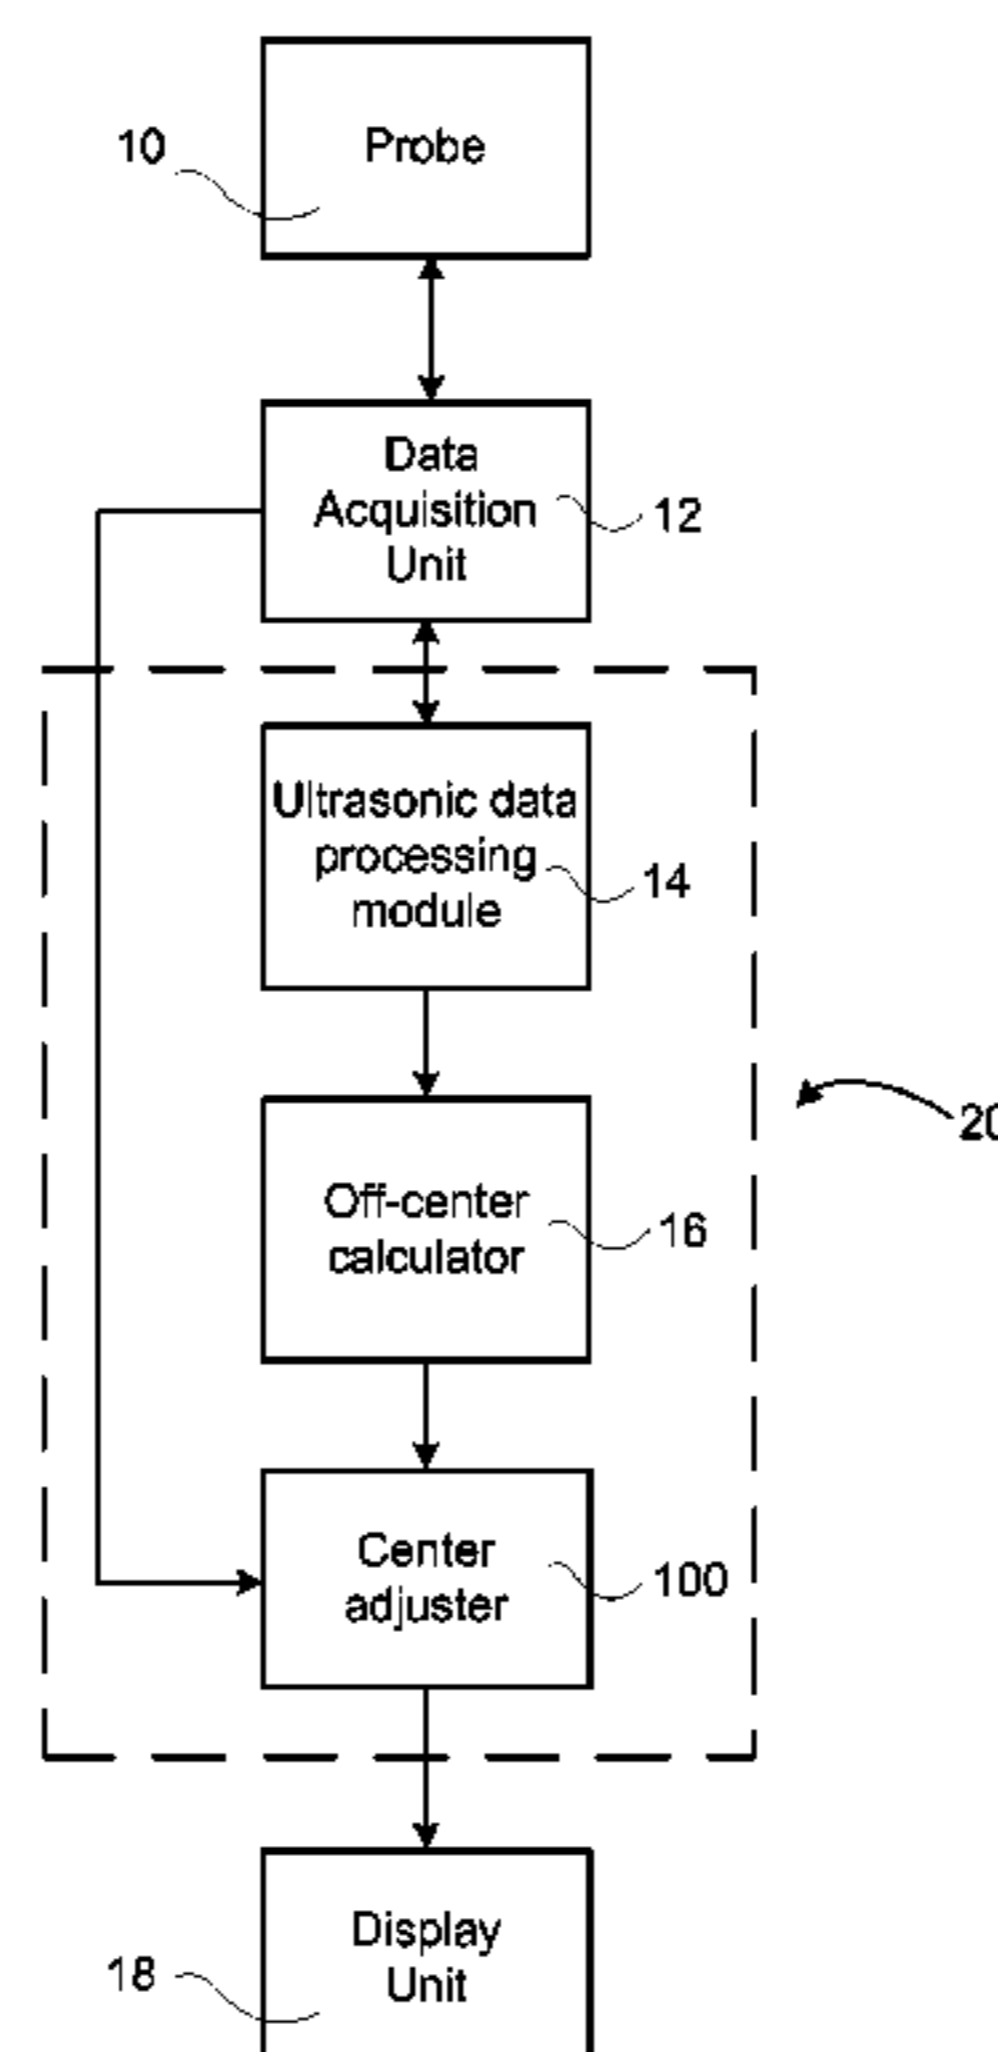 10
Probe
Data
Acquisition
Unit
12
Ultrasonic data
processing
module
14
20
Off-center
calculator
16
Center
adjuster
100
Display
Unit
18